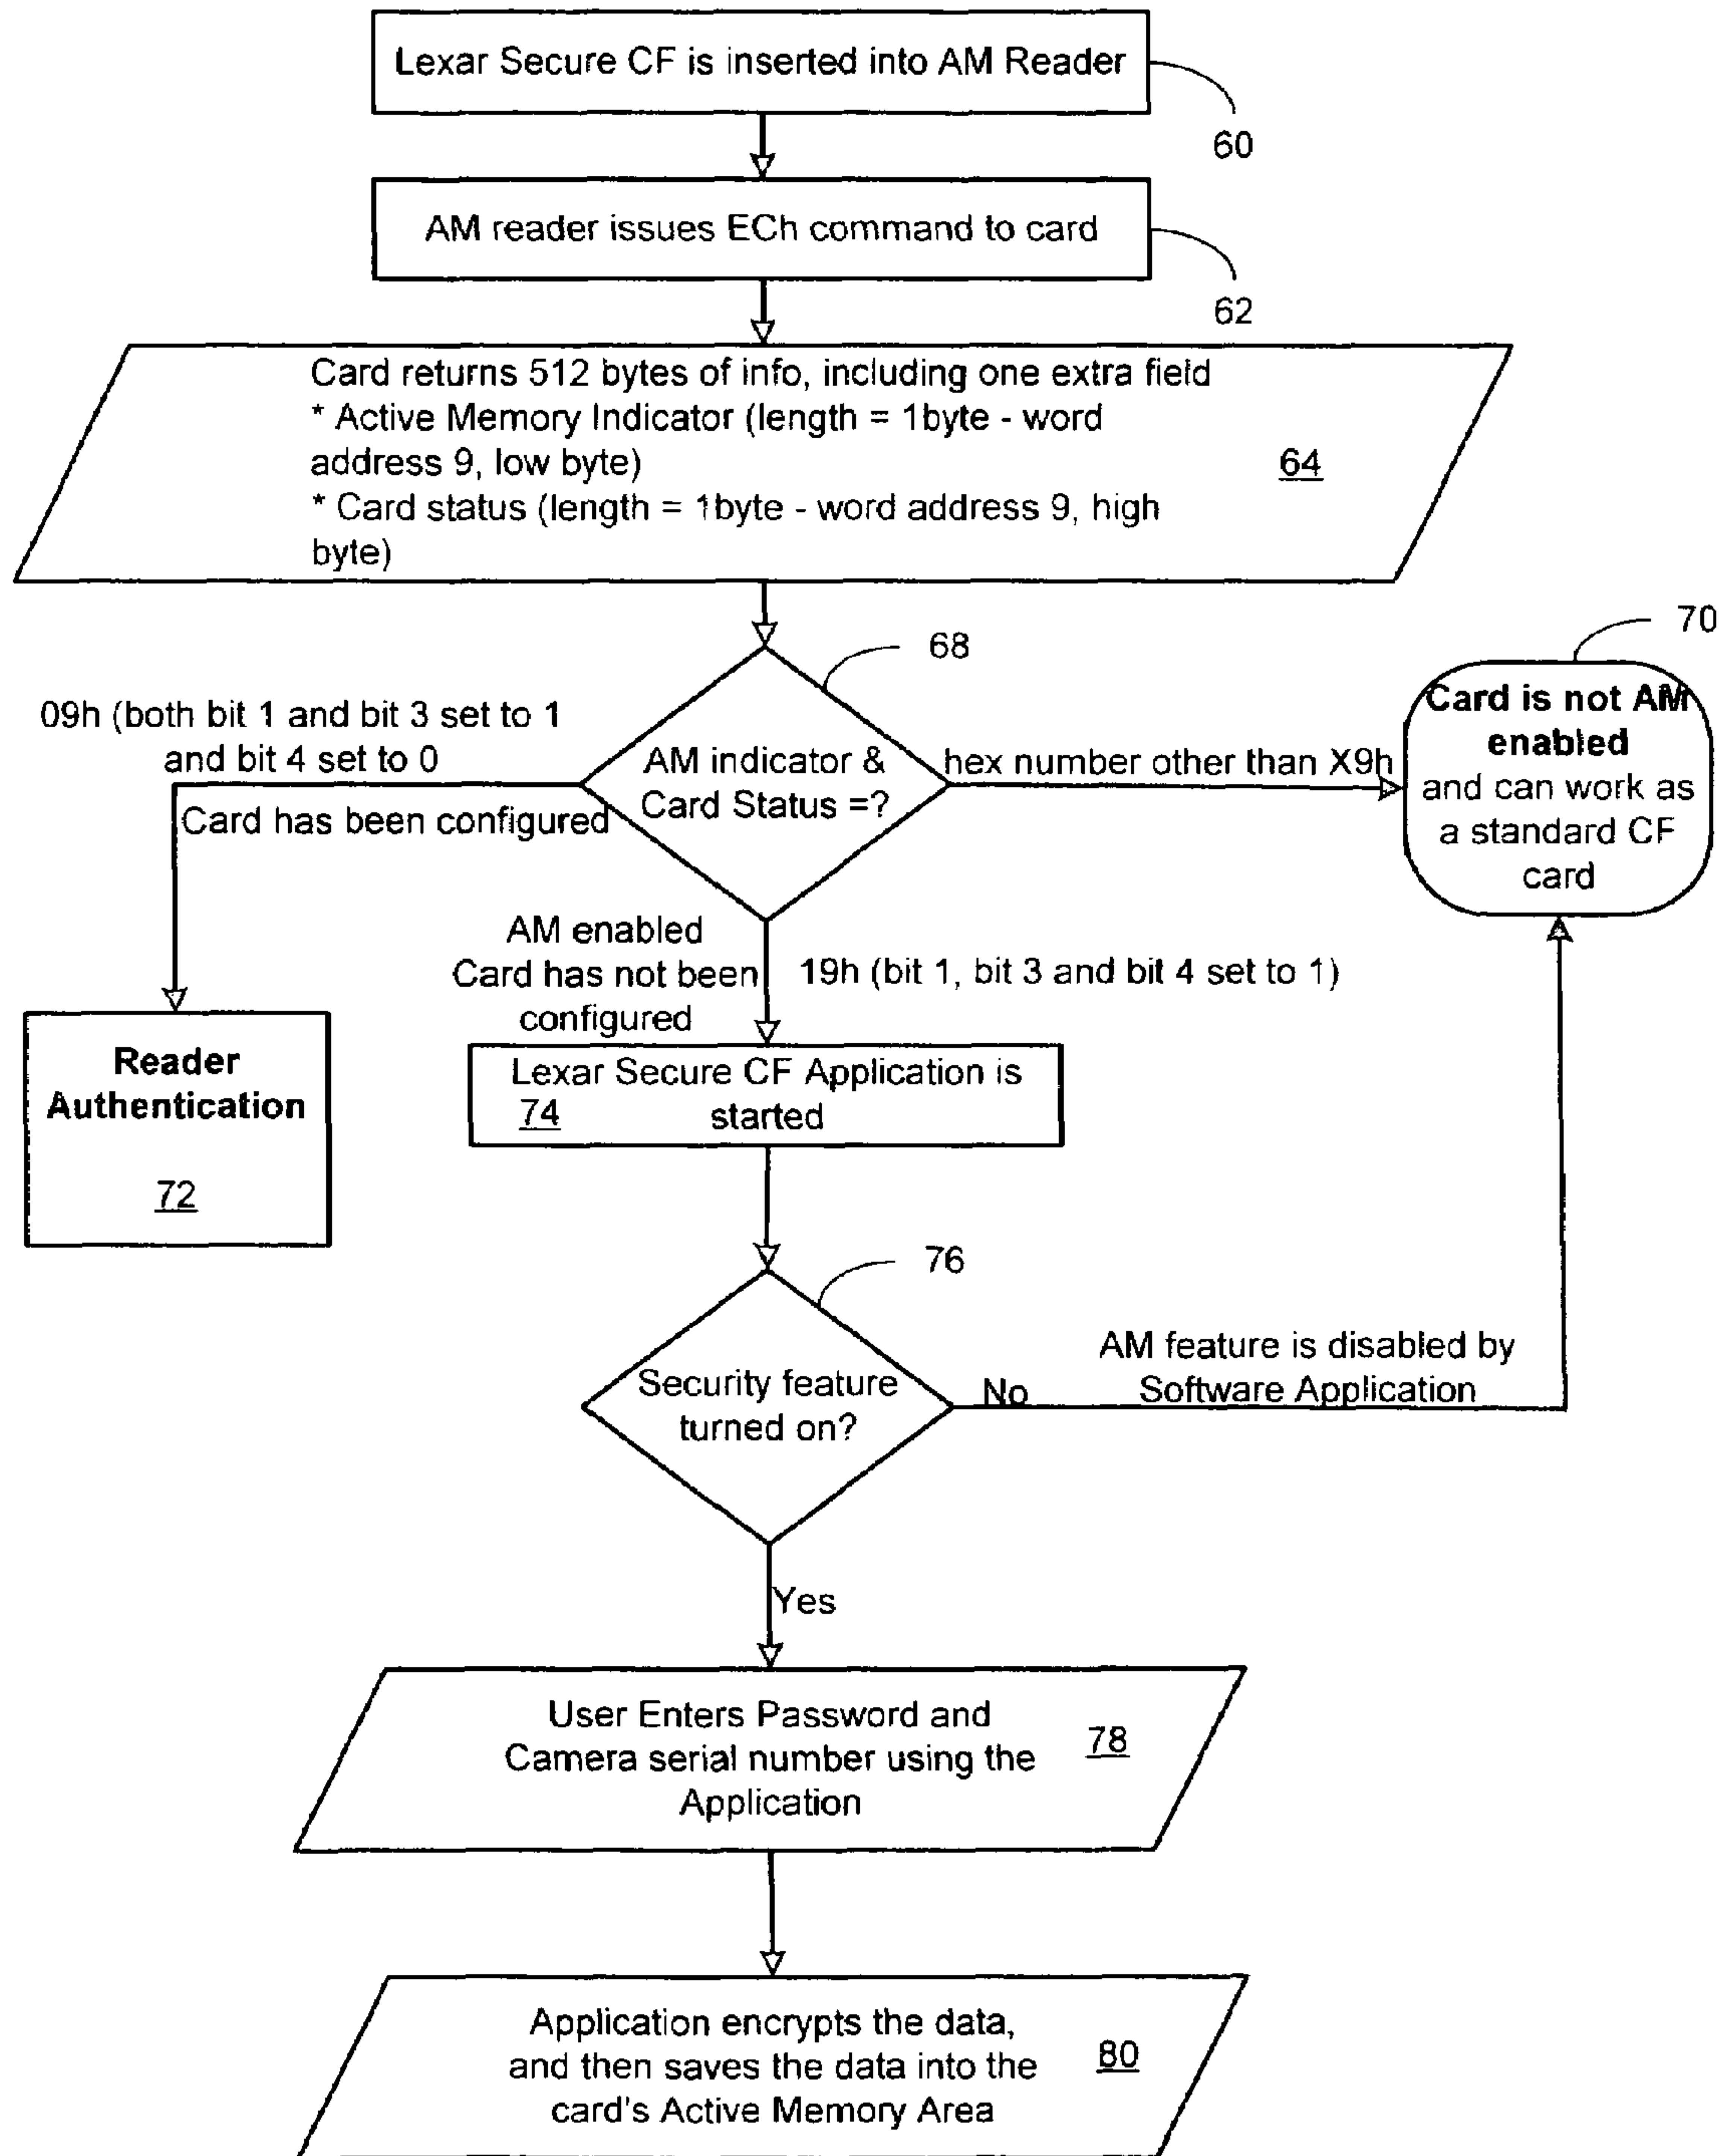 Lexar Secure CF is inserted into AM Reader
60
AM reader issues ECh command to card
62
Card returns 512 bytes of info, including one extra field
* Active Memory Indicator (length = 1byte - word
address 9, low byte)
64
* Card status (length = 1byte - word address 9, high
byte)
68
70
09h (both bit 1 and bit 3 set to 1
and bit 4 set to 0
Card has been configured
AM indicator &
Card Status =?
hex number other than X9h
Card is not AM
enabled
and can work as
a standard CF
card
AM enabled
Card has not been
configured
19h (bit 1, bit 3 and bit 4 set to 1)
Reader
Authentication
72
Lexar Secure CF Application is
74 started
76
Security feature
turned on?
No
AM feature is disabled by
Software Application
Yes
User Enters Password and
Camera serial number using the
Application
78
Application encrypts the data,
and then saves the data into the
card's Active Memory Area
80